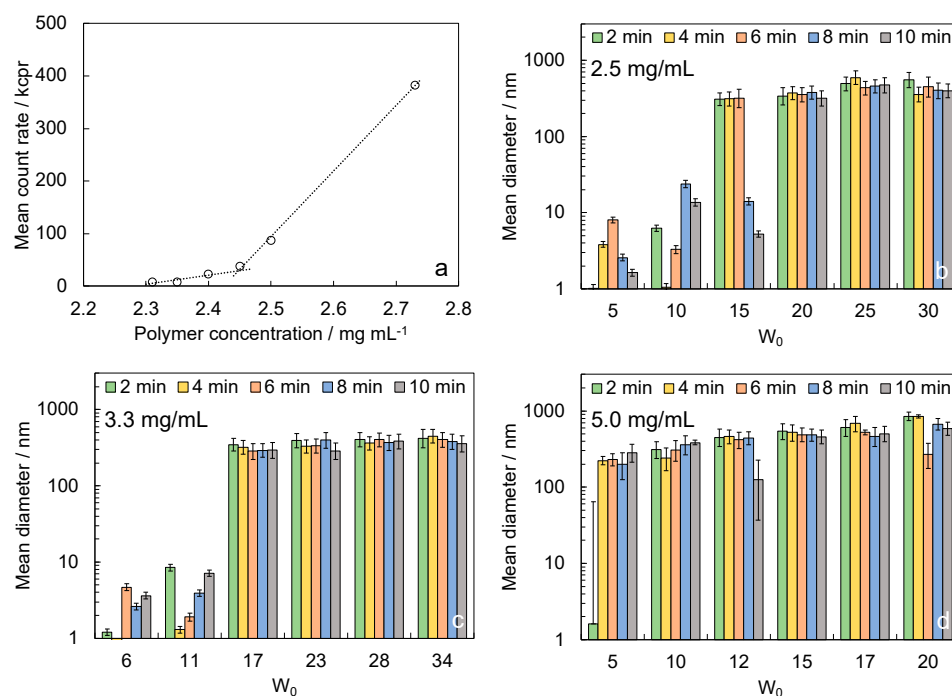 500
400
300
200
100
0
2.2 2.3 2.4 2.5 2.6 2.7 2.8
Mean count rate / kcpr
Polymer concentration / mg mL-1
a
2 min 4 min 6 min 8 min 10 min
2.5 mg/mL
1000
100
10
1
5 10 15 20 25 30
Mean diameter / nm
W0
b
2 min 4 min 6 min 8 min 10 min
3.3 mg/mL
1000
100
10
1
6 11 17 23 28 34
Mean diameter / nm
W0
c
2 min 4 min 6 min 8 min 10 min
5.0 mg/mL
1000
100
10
1
5 10 12 15 17 20
Mean diameter / nm
W0
d